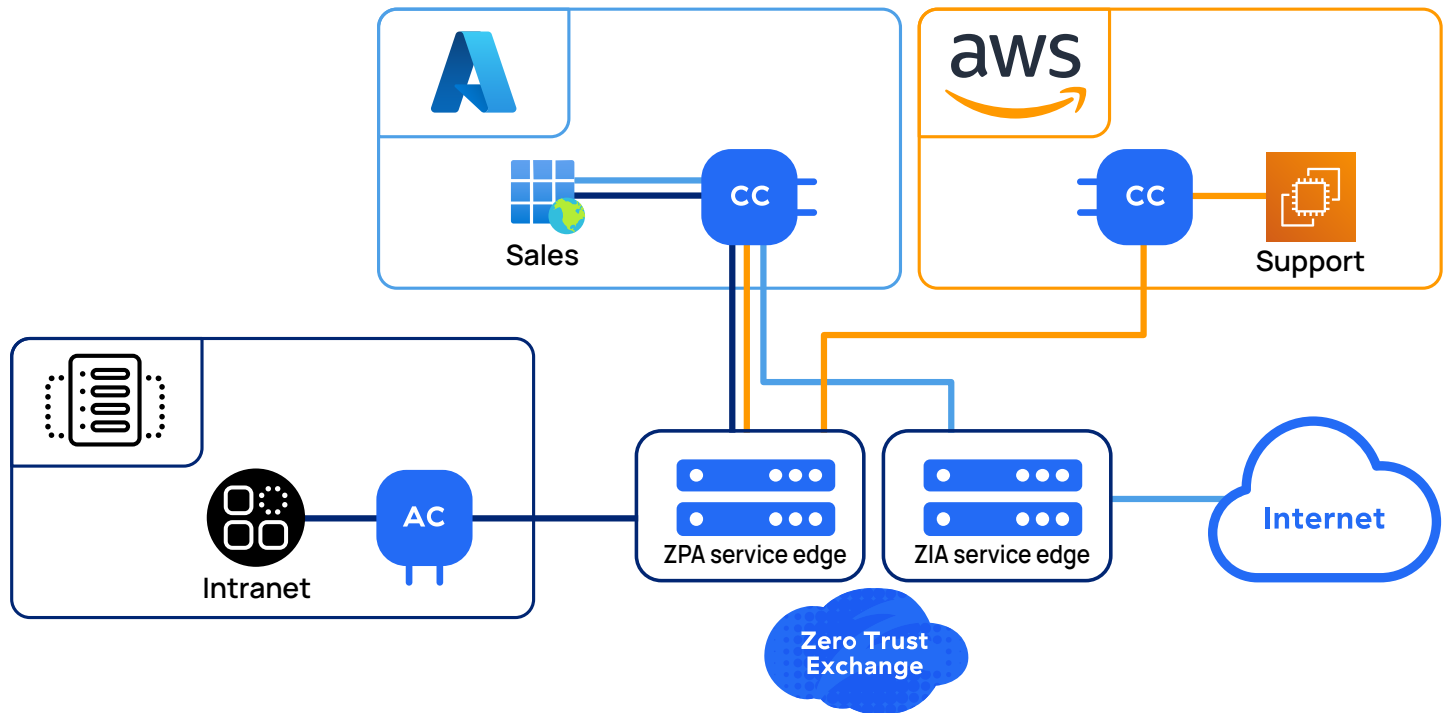 aws
CC
CC
Sales
Support
AC
Intranet
ZPA service edge
ZIA service edge
Internet
Zero Trust
Exchange